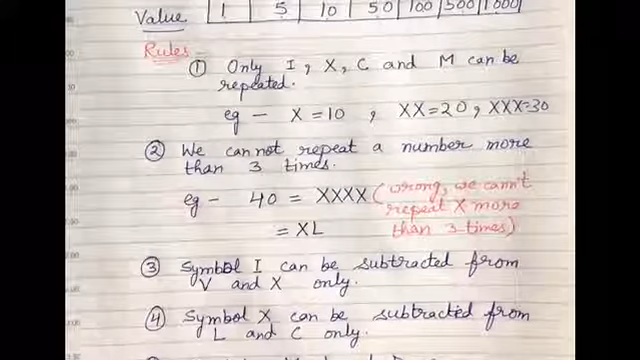 Value 1 5 10 50 100 500 1000
Rules
① Only I, X, C and M can be
repeated.
eg - X = 10 , XX = 20 , XXX = 30
② We can not repeat a number more
than 3 times.
eg - 40 = XXXX (wrong, we cann't
repeat X more
than 3 times)
= XL
③ Symbol I can be subtracted from
V and X only.
④ Symbol X can be subtracted from
L and C only.